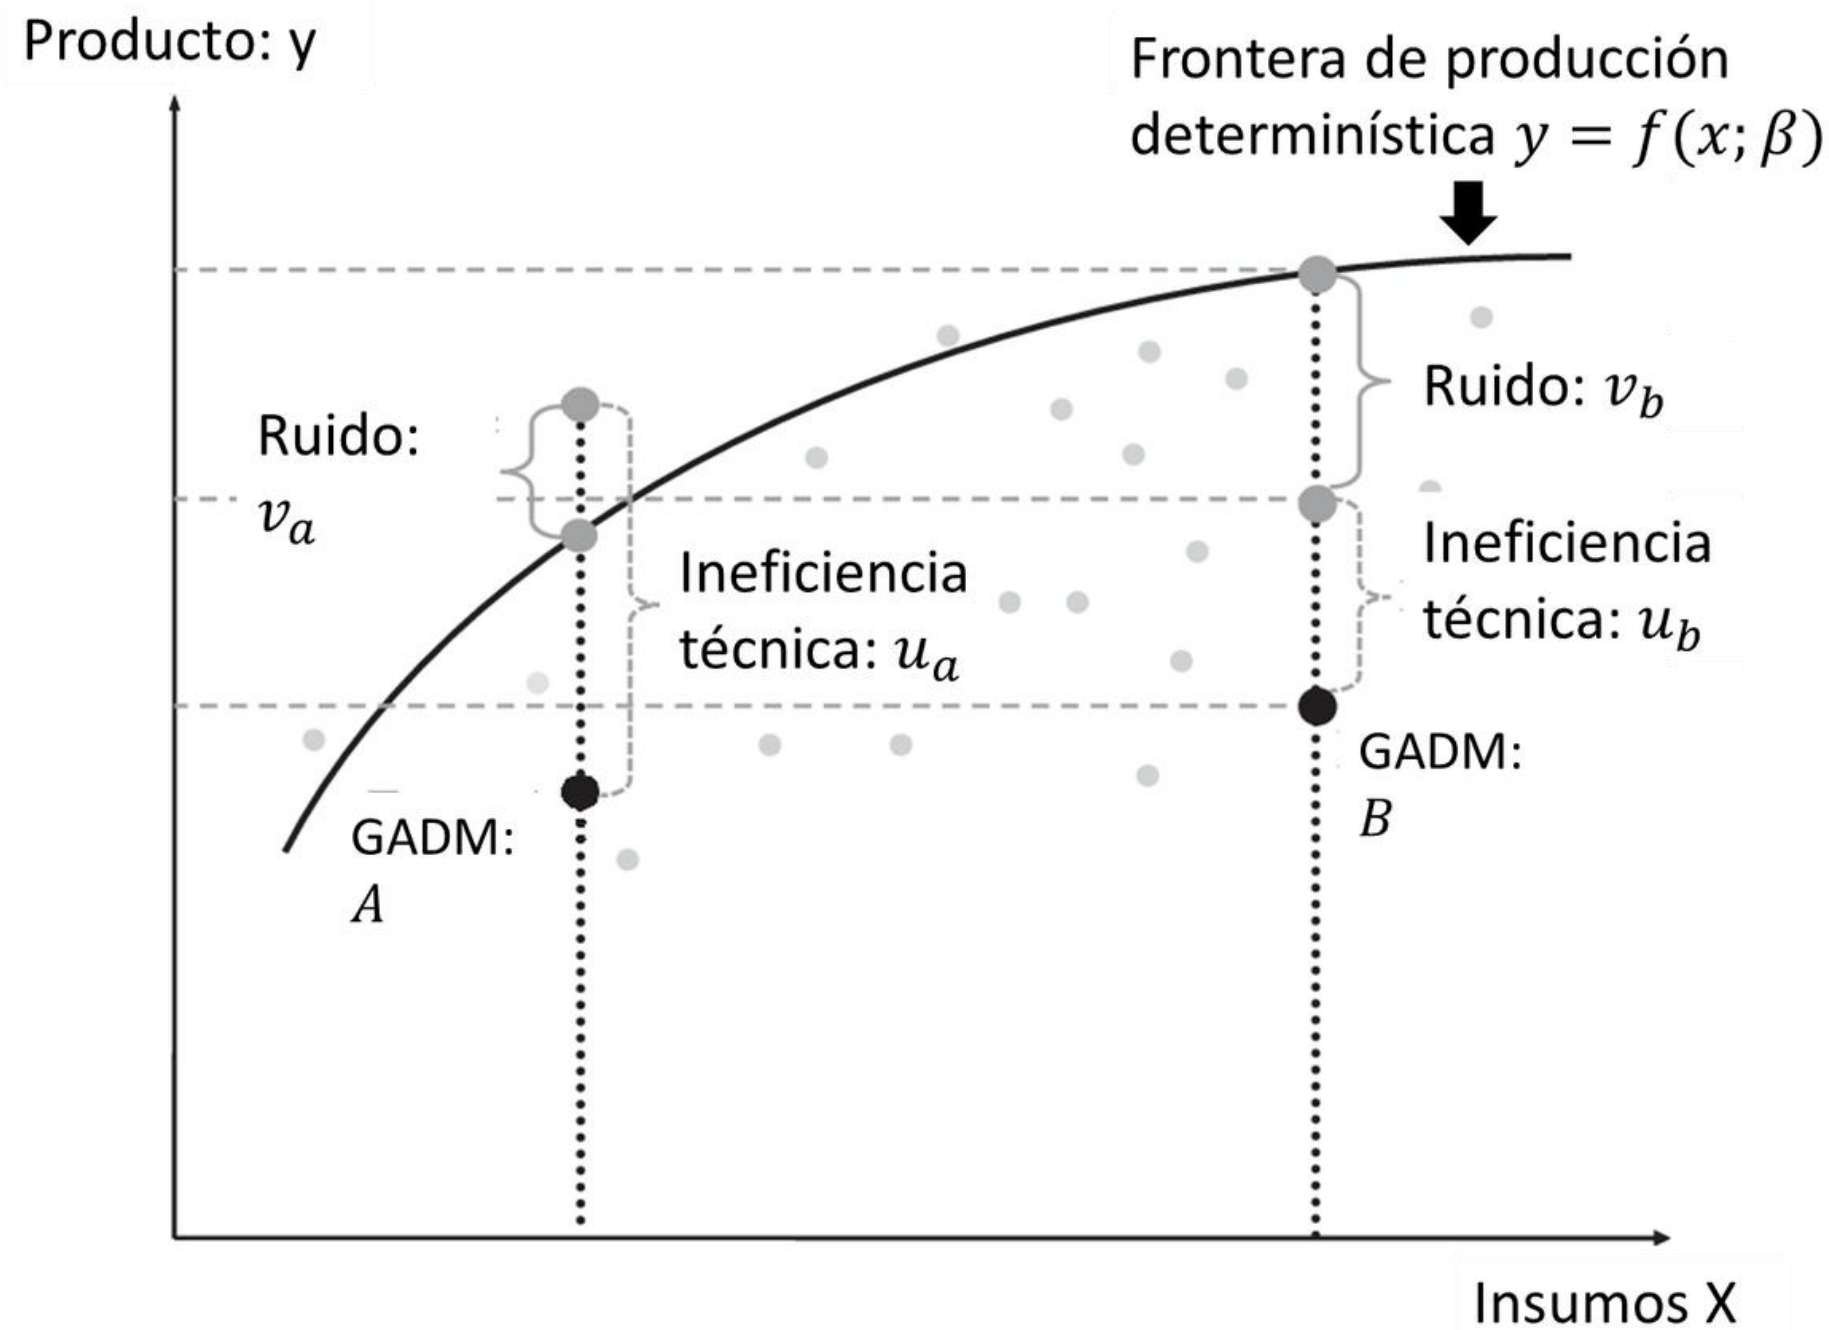 Producto: y
Frontera de producción
determinística y = f(x; β)
Ruido:
v_a
Ruido: v_b
Ineficiencia
técnica: u_a
Ineficiencia
técnica: u_b
GADM:
A
GADM:
B
Insumos X